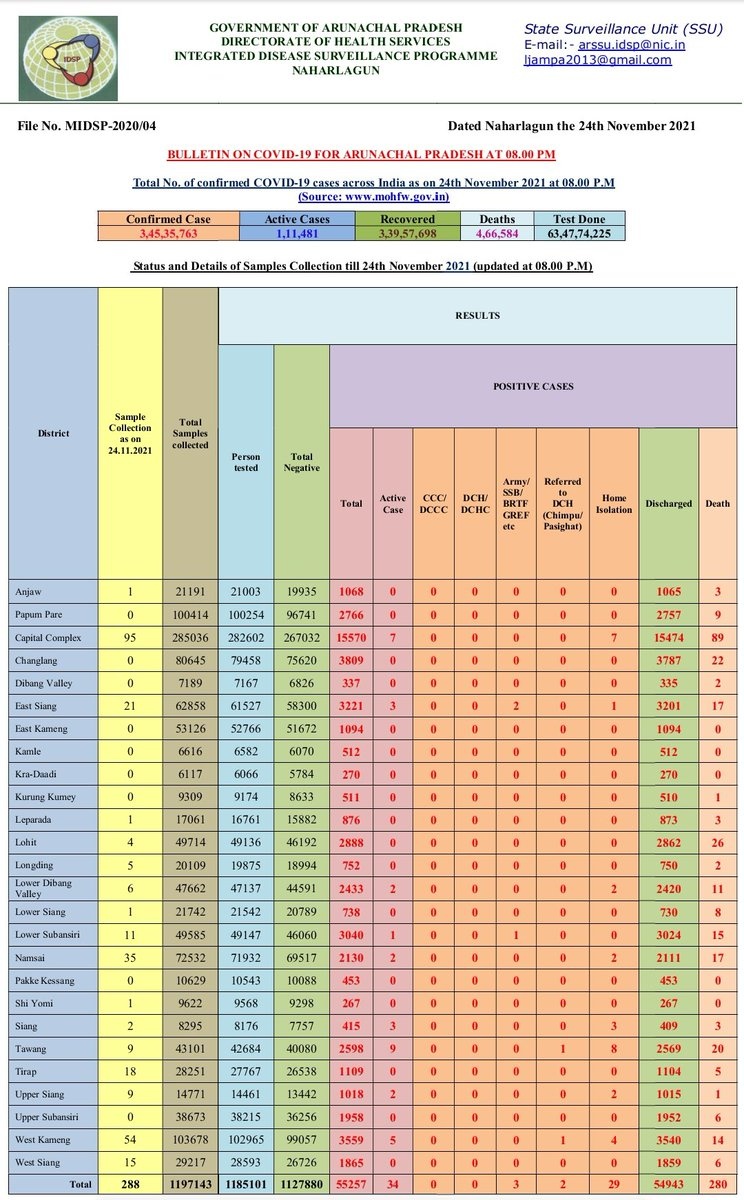 IDSP
GOVERNMENT OF ARUNACHAL PRADESH
DIRECTORATE OF HEALTH SERVICES
INTEGRATED DISEASE SURVEILLANCE PROGRAMME
NAHARLAGUN
State Surveillance Unit (SSU)
E-mail:- arssu.idsp@nic.in
ljampa2013@gmail.com
File No. MIDSP-2020/04 Dated Naharlagun the 24th November 2021
BULLETIN ON COVID-19 FOR ARUNACHAL PRADESH AT 08.00 PM
Total No. of confirmed COVID-19 cases across India as on 24th November 2021 at 08.00 P.M
(Source: www.mohfw.gov.in)
Confirmed Case Active Cases Recovered Deaths Test Done
3,45,35,763 1,11,481 3,39,57,698 4,66,584 63,47,74,225
Status and Details of Samples Collection till 24th November 2021 (updated at 08.00 P.M)
RESULTS
POSITIVE CASES
District
Sample
Collection
as on
24.11.2021
Total
Samples
collected
Person
tested
Total
Negative
Total
Active
Case
CCC/
DCCC
DCH/
DCHC
Army/
SSB/
BRTF
GREF
etc
Referred
to
DCH
(Chimpu/
Pasighat)
Home
Isolation
Discharged
Death
Anjaw 1 21191 21003 19935 1068 0 0 0 0 0 0 1065 3
Papum Pare 0 100414 100254 96741 2766 0 0 0 0 0 0 2757 9
Capital Complex 95 285036 282602 267032 15570 7 0 0 0 0 7 15474 89
Changlang 0 80645 79458 75620 3809 0 0 0 0 0 0 3787 22
Dibang Valley 0 7189 7167 6826 337 0 0 0 0 0 0 335 2
East Siang 21 62858 61527 58300 3221 3 0 0 2 0 1 3201 17
East Kameng 0 53126 52766 51672 1094 0 0 0 0 0 0 1094 0
Kamle 0 6616 6582 6070 512 0 0 0 0 0 0 512 0
Kra-Daadi 0 6117 6066 5784 270 0 0 0 0 0 0 270 0
Kurung Kumey 0 9309 9174 8633 511 0 0 0 0 0 0 510 1
Leparada 1 17061 16761 15882 876 0 0 0 0 0 0 873 3
Lohit 4 49714 49136 46192 2888 0 0 0 0 0 0 2862 26
Longding 5 20109 19875 18994 752 0 0 0 0 0 0 750 2
Lower Dibang
Valley 6 47662 47137 44591 2433 2 0 0 0 0 2 2420 11
Lower Siang 1 21742 21542 20789 738 0 0 0 0 0 0 730 8
Lower Subansiri 11 49585 49147 46060 3040 1 0 0 1 0 0 3024 15
Namsai 35 72532 71932 69517 2130 2 0 0 0 0 2 2111 17
Pakke Kessang 0 10629 10543 10088 453 0 0 0 0 0 0 453 0
Shi Yomi 1 9622 9568 9298 267 0 0 0 0 0 0 267 0
Siang 2 8295 8176 7757 415 3 0 0 0 0 3 409 3
Tawang 9 43101 42684 40080 2598 9 0 0 0 1 8 2569 20
Tirap 18 28251 27767 26538 1109 0 0 0 0 0 0 1104 5
Upper Siang 9 14771 14461 13442 1018 2 0 0 0 0 2 1015 1
Upper Subansiri 0 38673 38215 36256 1958 0 0 0 0 0 0 1952 6
West Kameng 54 103678 102965 99057 3559 5 0 0 0 1 4 3540 14
West Siang 15 29217 28593 26726 1865 0 0 0 0 0 0 1859 6
Total 288 1197143 1185101 1127880 55257 34 0 0 3 2 29 54943 280